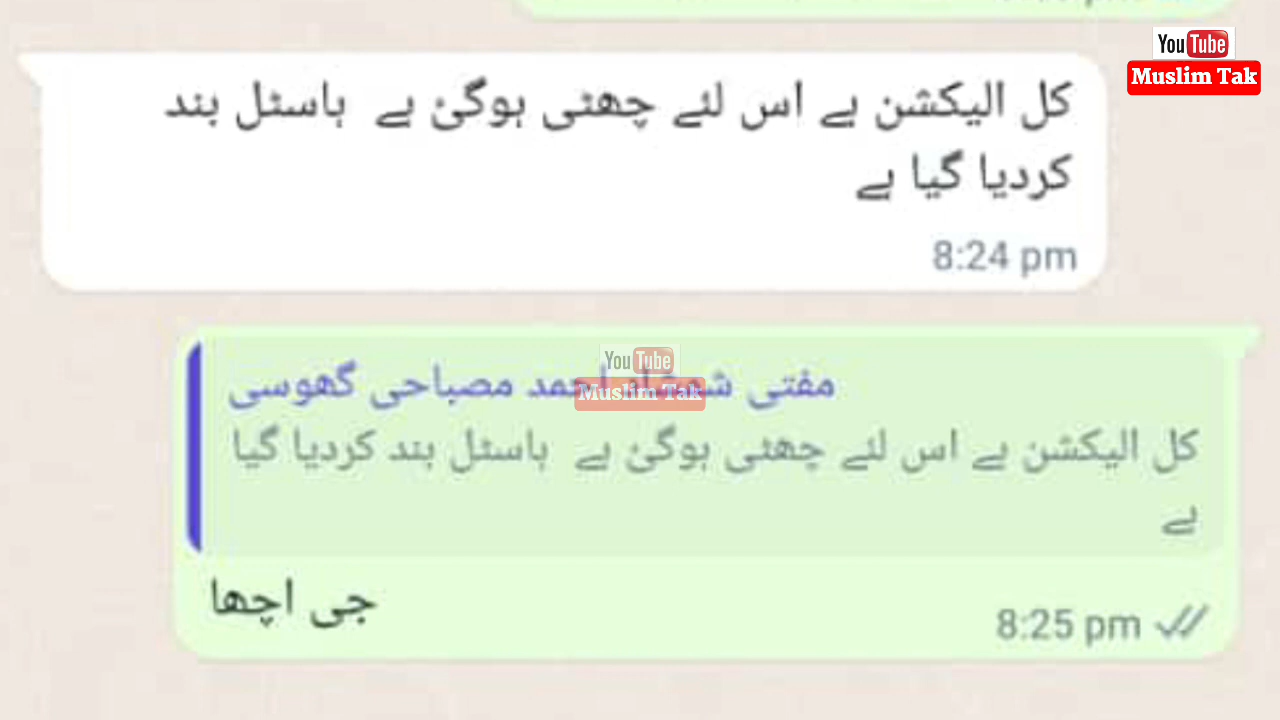 You Tube
Muslim Tak
کل الیکشن ہے اس لئے چھٹی ہوگئ ہے ہاسٹل بند
کردیا گیا ہے
8:24 pm
You Tube
Muslim Tak
مفتی احمد مصباحی گھوسی
کل الیکشن ہے اس لئے چھٹی ہوگئ ہے ہاسٹل بند کردیا گیا
ہے
جی اچھا
8:25 pm